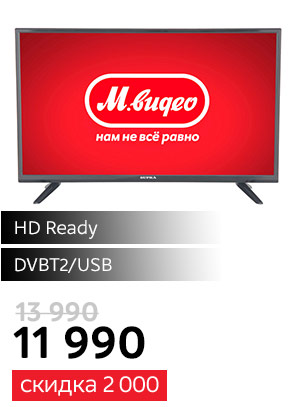 М.видео
нам не всё равно
SUPRA
HD Ready
DVBT2/USB
13 990
11 990
скидка 2 000